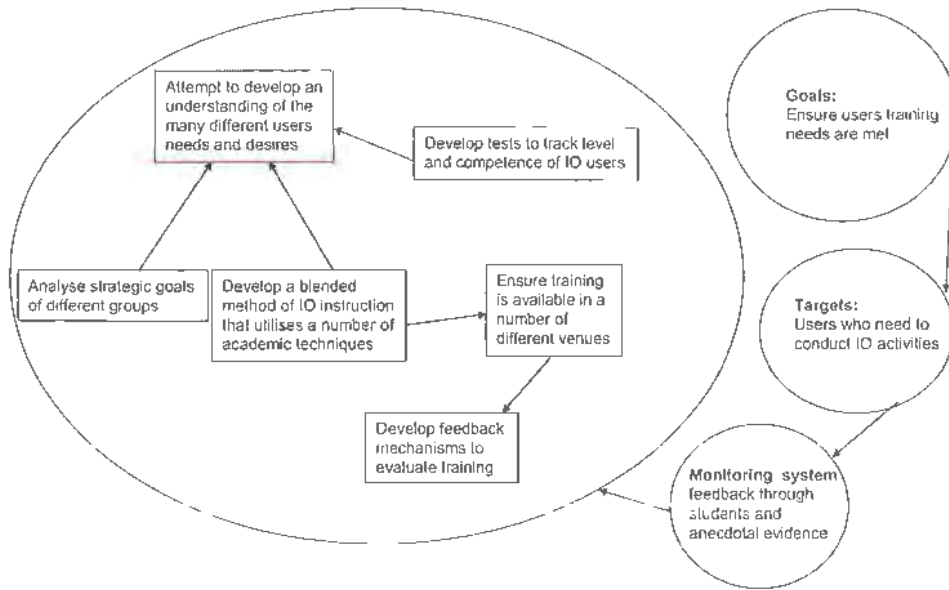 Attempt to develop an
understanding of the
many different users
needs and desires
Develop tests to track level
and competence of IO users
Analyse strategic goals
of different groups
Develop a blended
method of IO instruction
that utilises a number of
academic techniques
Ensure training
is available in a
number of
different venues
Develop feedback
mechanisms to
evaluate training
Goals:
Ensure users training
needs are met
Targets:
Users who need to
conduct IO activities
Monitoring system
feedback through
students and
anecdotal evidence